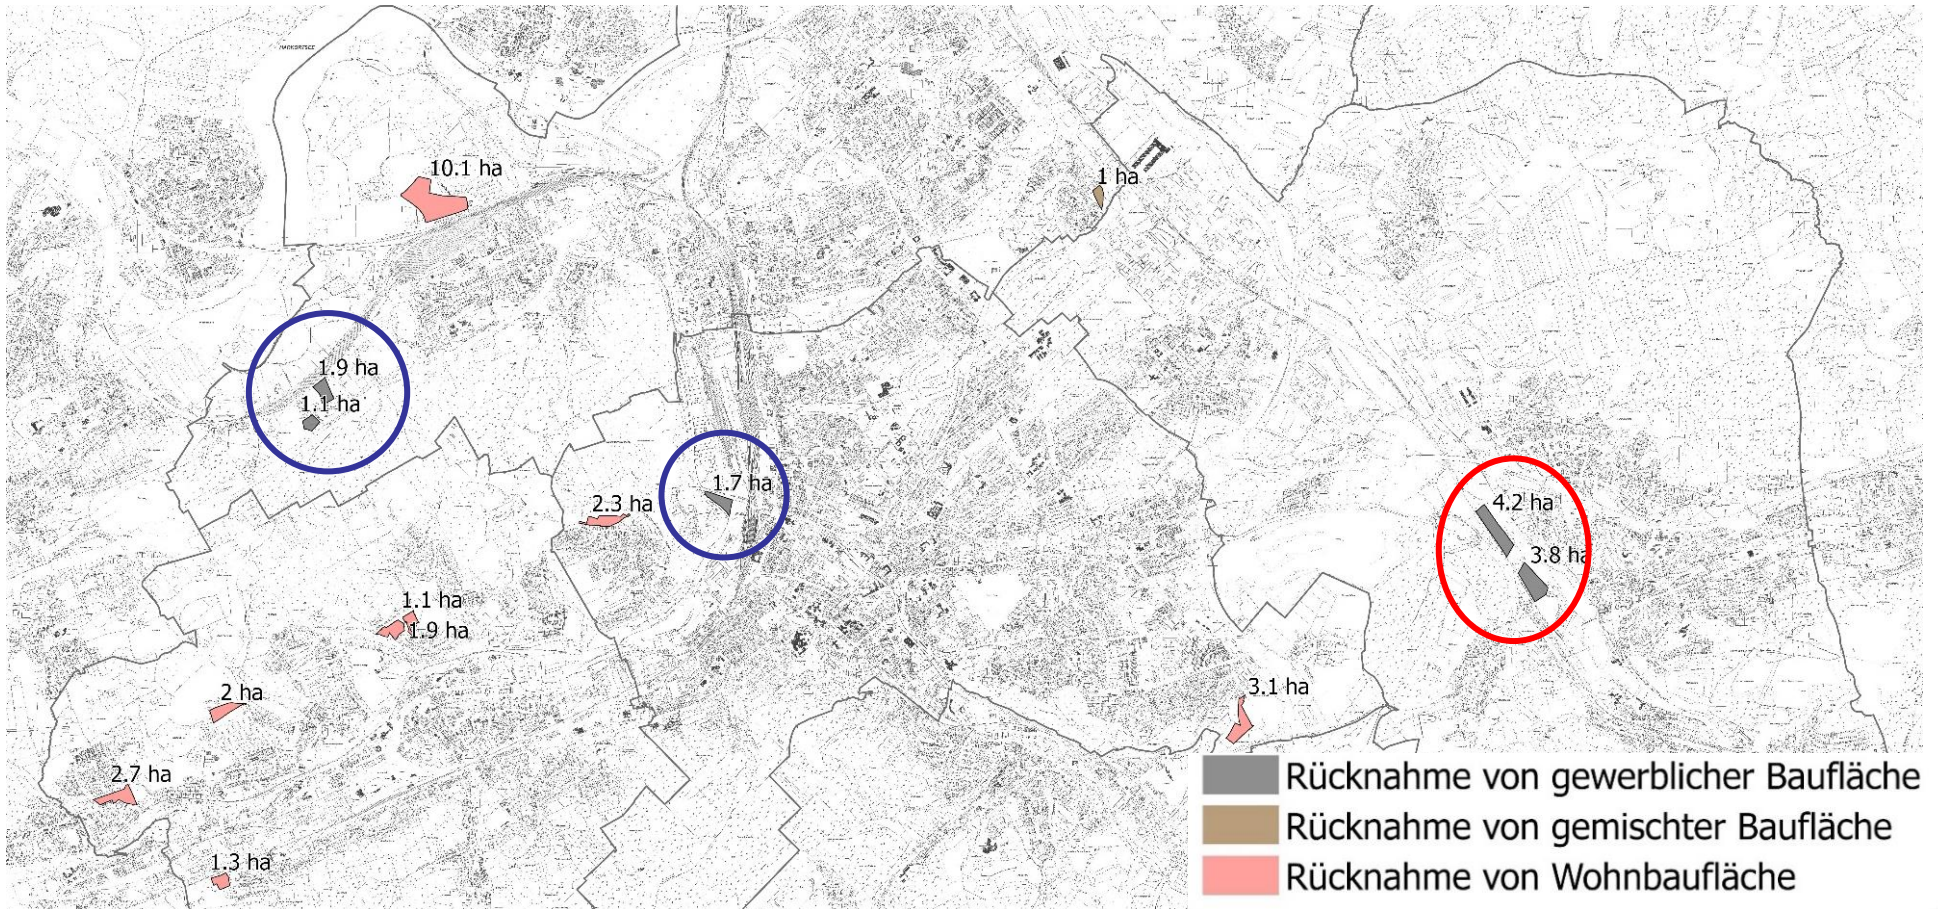 HARKORTSEE
10.1 ha
1 ha
1.9 ha
1.1 ha
1.7 ha
2.3 ha
4.2 ha
3.8 ha
1.1 ha
1.9 ha
2 ha
3.1 ha
2.7 ha
1.3 ha
Rücknahme von gewerblicher Baufläche
Rücknahme von gemischter Baufläche
Rücknahme von Wohnbaufläche